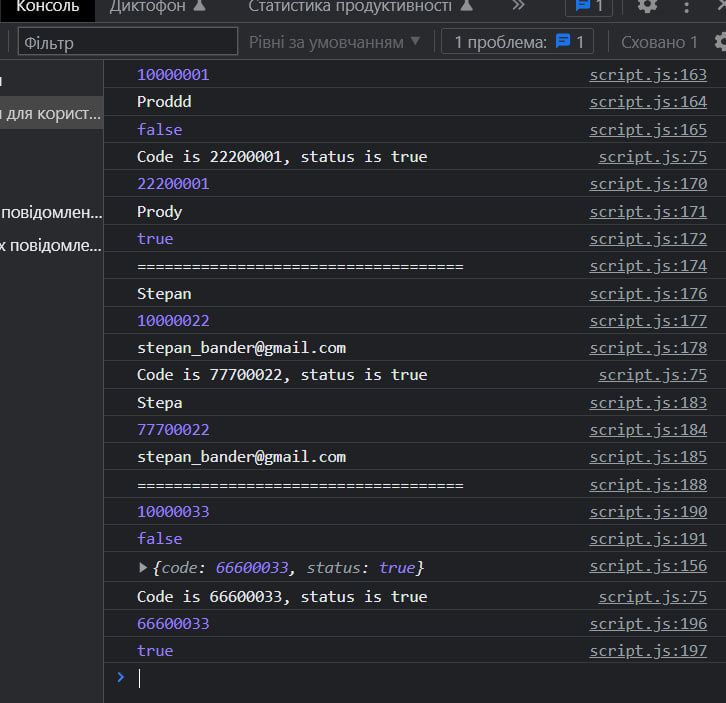 Консоль Диктофон Статистика продуктивності » 1
Фільтр Рівні за умовчанням ▼ 1 проблема: 1 Сховано 1
для корист...
повідомлен...
х повідомле...
10000001 script.js:163
Proddd script.js:164
false script.js:165
Code is 22200001, status is true script.js:75
22200001 script.js:170
Prody script.js:171
true script.js:172
==================================== script.js:174
Stepan script.js:176
10000022 script.js:177
stepan_bander@gmail.com script.js:178
Code is 77700022, status is true script.js:75
Stepa script.js:183
77700022 script.js:184
stepan_bander@gmail.com script.js:185
==================================== script.js:188
10000033 script.js:190
false script.js:191
▶ {code: 66600033, status: true} script.js:156
Code is 66600033, status is true script.js:75
66600033 script.js:196
true script.js:197
>